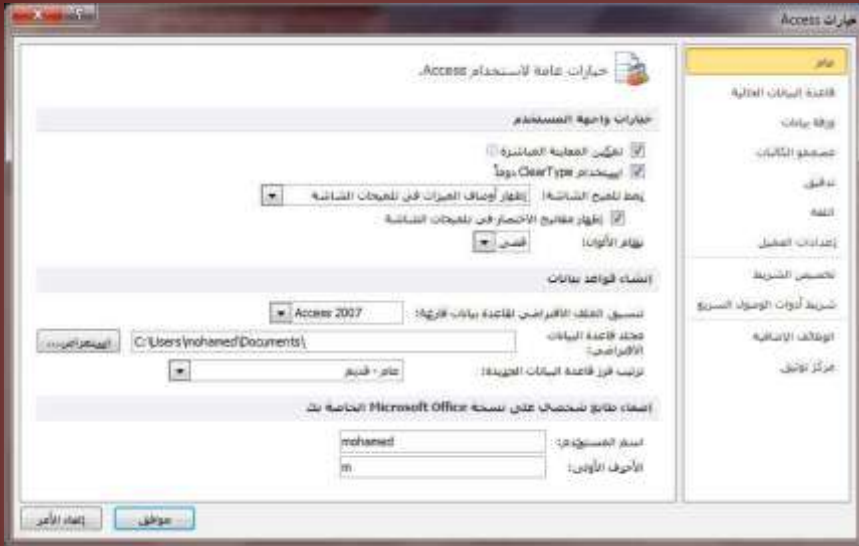 خيارات Access
عام
قاعدة البيانات الحالية
ورقة بيانات
مصممو الكائنات
تدقيق
اللغة
إعدادات العميل
تخصيص الشريط
شريط أدوات الوصول السريع
الوظائف الإضافية
مركز توثيق
خيارات عامة لاستخدام Access.
خيارات واجهة المستخدم
تمكين المعاينة المباشرة
استخدام ClearType دوماً
نمط تلميح الشاشة: إظهار أوصاف الميزات في تلميحات الشاشة
إظهار مفاتيح الاختصار في تلميحات الشاشة
نظام الألوان: فضي
إنشاء قواعد بيانات
تنسيق الملف الافتراضي لقاعدة بيانات فارغة: Access 2007
مجلد قاعدة البيانات الافتراضي: C:\Users\mohamed\Documents\ استعراض...
ترتيب فرز قاعدة البيانات الجديدة: عام - قديم
إضفاء طابع شخصي على نسخة Microsoft Office الخاصة بك
اسم المستخدم: mohamed
الأحرف الأولى: m
موافق إلغاء الأمر